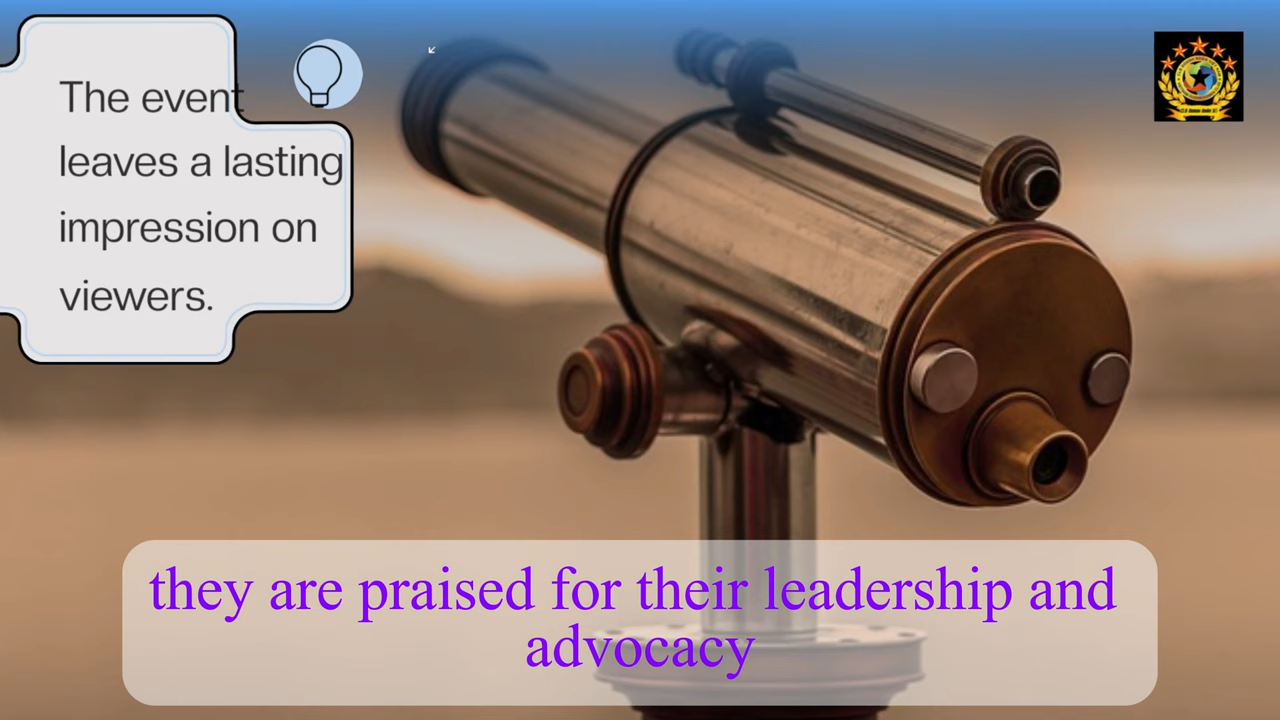 The event
leaves a lasting
impression on
viewers.
they are praised for their leadership and
advocacy